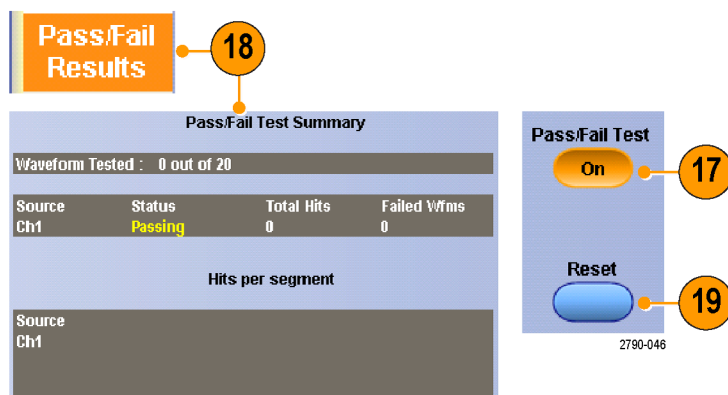 Pass/Fail
Results
18
Pass/Fail Test Summary
Waveform Tested : 0 out of 20
Source Status Total Hits Failed Wfms
Ch1 Passing 0 0
Hits per segment
Source
Ch1
Pass/Fail Test
On
17
Reset
19
2790-046